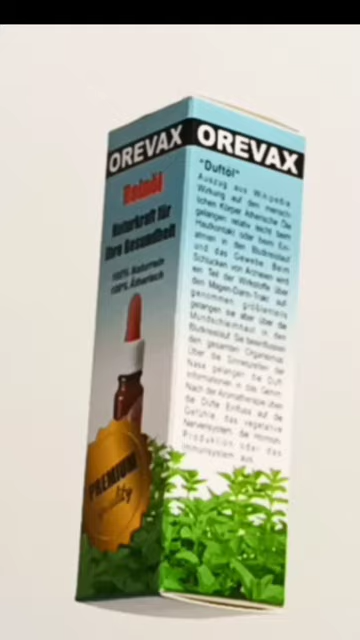 OREVAX
Naturkraft für
Ihre Gesundheit
100% Naturrein
100% Ätherisch
PREMIUM
quality
OREVAX
"Duftöl"
Auszug aus Wikipedia
Wirkung auf den mensch-
lichen Körper Ätherische Öle
gelangen relativ leicht beim
Hautkontakt oder beim Ein-
atmen in den Blutkreislauf
und das Gewebe. Beim
Schlucken von Arzneien wird
ein Teil der Wirkstoffe über
den Magen-Darm-Trakt auf-
genommen größtenteils
gelangen sie aber über die
Mundschleimhaut in den
Blutkreislauf. Sie beeinflussen
den gesamten Organismus
Über die Sinneszellen der
Nase gelangen die Duft-
informationen in das Gehirn
Nach der Aromatherapie üben
die Düfte Einfluss auf die
Gefühle, das vegetative
Nervensystem, die Hormon-
Produktion oder das
Immunsystem aus.